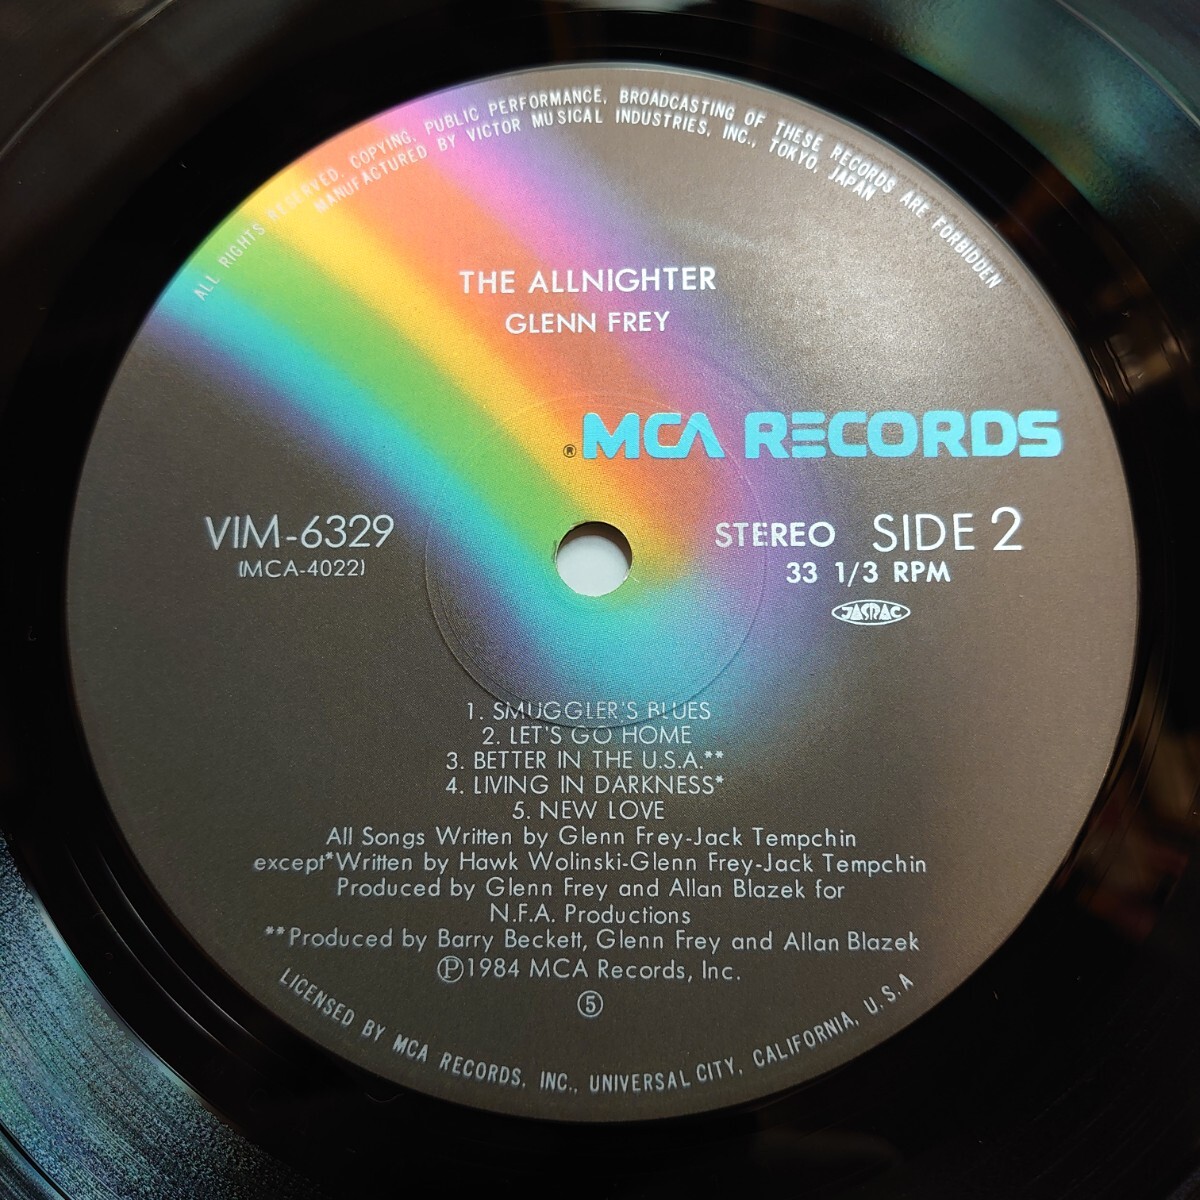 ALL RIGHTS RESERVED. COPYING, PUBLIC PERFORMANCE, BROADCASTING OF THESE RECORDS ARE FORBIDDEN
MANUFACTURED BY VICTOR MUSICAL INDUSTRIES, INC., TOKYO, JAPAN
THE ALLNIGHTER
GLENN FREY
® MCA RECORDS
VIM-6329
(MCA-4022)
STEREO SIDE 2
33 1/3 RPM
JASRAC
1. SMUGGLER'S BLUES
2. LET'S GO HOME
3. BETTER IN THE U.S.A.**
4. LIVING IN DARKNESS*
5. NEW LOVE
All Songs Written by Glenn Frey-Jack Tempchin
except*Written by Hawk Wolinski-Glenn Frey-Jack Tempchin
Produced by Glenn Frey and Allan Blazek for
N.F.A. Productions
**Produced by Barry Beckett, Glenn Frey and Allan Blazek
Ⓟ1984 MCA Records, Inc.
⑤
LICENSED BY MCA RECORDS, INC., UNIVERSAL CITY, CALIFORNIA, U.S.A